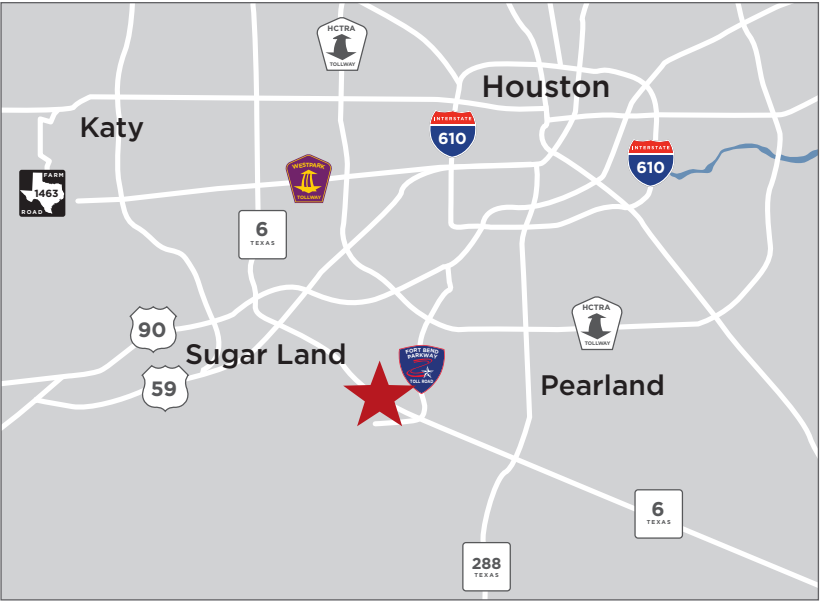 HCTRA
TOLLWAY
Houston
Katy
INTERSTATE
610
INTERSTATE
610
WESTPARK
TOLLWAY
FARM
1463
ROAD
6
TEXAS
HCTRA
TOLLWAY
90
Sugar Land
FORT BEND
PARKWAY
TOLL ROAD
59
Pearland
6
TEXAS
288
TEXAS